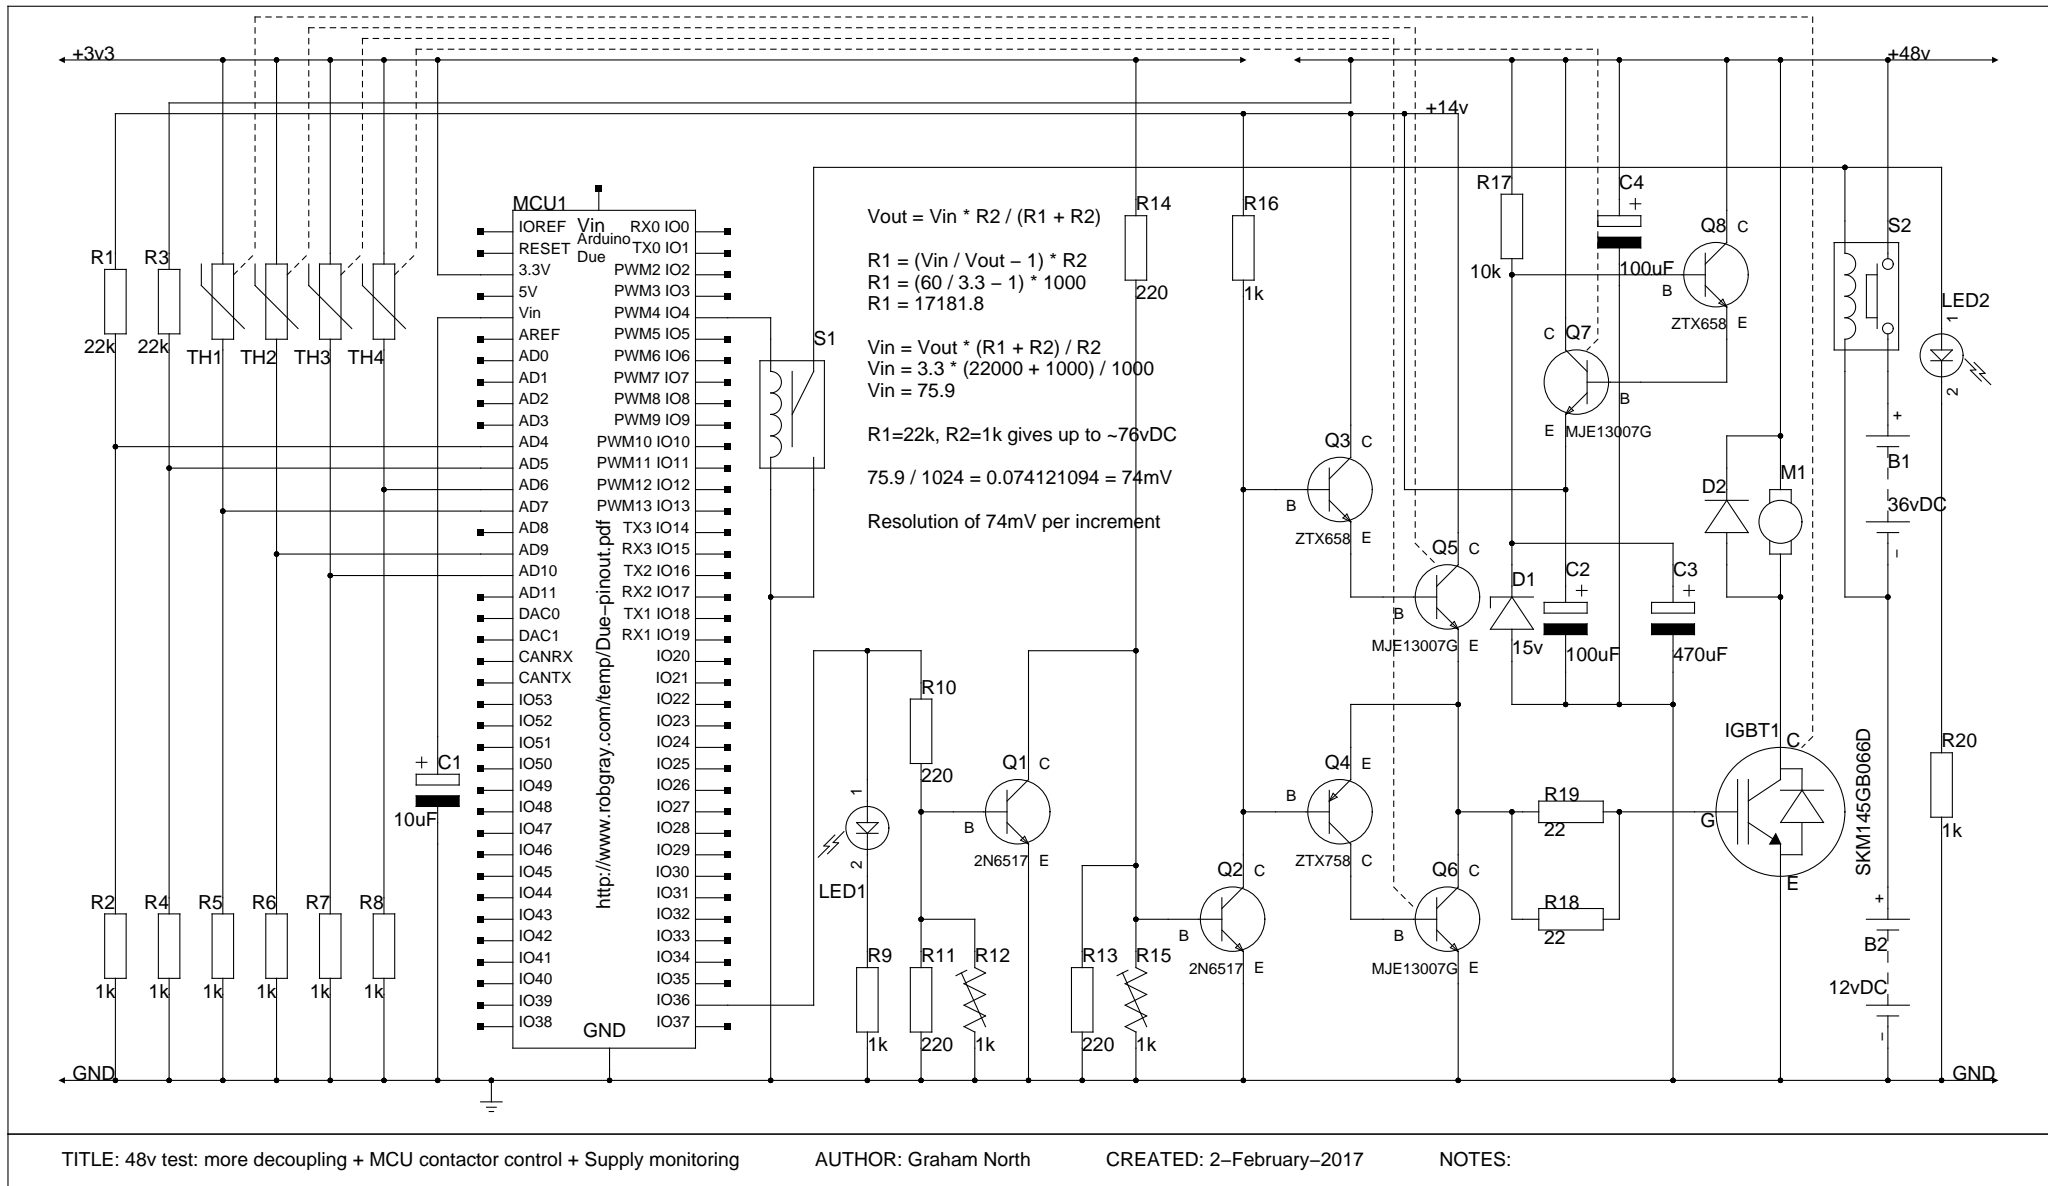 +3v3
+48v
+14v
MCU1
Vin
Arduino
Due
IOREF
RESET
3.3V
5V
Vin
AREF
AD0
AD1
AD2
AD3
AD4
AD5
AD6
AD7
AD8
AD9
AD10
AD11
DAC0
DAC1
CANRX
CANTX
IO53
IO52
IO51
IO50
IO49
IO48
IO47
IO46
IO45
IO44
IO43
IO42
IO41
IO40
IO39
IO38
RX0 IO0
TX0 IO1
PWM2 IO2
PWM3 IO3
PWM4 IO4
PWM5 IO5
PWM6 IO6
PWM7 IO7
PWM8 IO8
PWM9 IO9
PWM10 IO10
PWM11 IO11
PWM12 IO12
PWM13 IO13
TX3 IO14
RX3 IO15
TX2 IO16
RX2 IO17
TX1 IO18
RX1 IO19
IO20
IO21
IO22
IO23
IO24
IO25
IO26
IO27
IO28
IO29
IO30
IO31
IO32
IO33
IO34
IO35
IO36
IO37
GND
http://www.robgray.com/temp/Due-pinout.pdf
R1
22k
R3
22k
TH1
TH2
TH3
TH4
R2
1k
R4
1k
R5
1k
R6
1k
R7
1k
R8
1k
+ C1
10uF
S1
Vout = Vin * R2 / (R1 + R2)
R1 = (Vin / Vout - 1) * R2
R1 = (60 / 3.3 - 1) * 1000
R1 = 17181.8
Vin = Vout * (R1 + R2) / R2
Vin = 3.3 * (22000 + 1000) / 1000
Vin = 75.9
R1=22k, R2=1k gives up to ~76vDC
75.9 / 1024 = 0.074121094 = 74mV
Resolution of 74mV per increment
R14
220
R16
1k
R17
10k
C4
+
100uF
Q8
C
B
ZTX658
E
C
Q7
B
E
MJE13007G
S2
LED2
1
2
+
B1
36vDC
-
M1
D2
Q3
C
B
ZTX658
E
Q5
C
B
MJE13007G
E
D1
15v
C2
+
100uF
C3
+
470uF
1
2
LED1
R10
220
Q1
C
B
2N6517
E
Q4
E
B
ZTX758
C
Q2
C
B
2N6517
E
Q6
C
B
MJE13007G
E
R19
22
R18
22
IGBT1
C
G
E
SKM145GB066D
R20
1k
+
B2
12vDC
-
R9
1k
R11
220
R12
1k
R13
220
R15
1k
GND
GND
TITLE: 48v test: more decoupling + MCU contactor control + Supply monitoring
AUTHOR: Graham North
CREATED: 2-February-2017
NOTES: